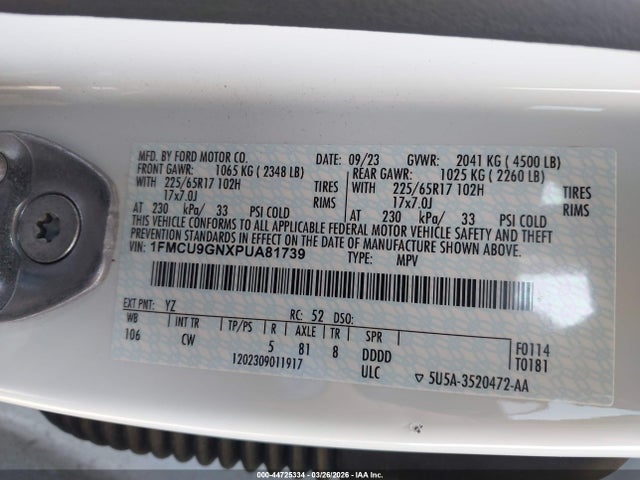 MFD. BY FORD MOTOR CO. DATE: 09/23 GVWR: 2041 KG ( 4500 LB)
FRONT GAWR: 1065 KG ( 2348 LB) REAR GAWR: 1025 KG ( 2260 LB)
WITH 225/65R17 102H TIRES WITH 225/65R17 102H TIRES
17x7.0J RIMS 17x7.0J RIMS
AT 230 kPa/ 33 PSI COLD AT 230 kPa/ 33 PSI COLD
THIS VEHICLE CONFORMS TO ALL APPLICABLE FEDERAL MOTOR VEHICLE SAFETY AND THEFT
PREVENTION STANDARDS IN EFFECT ON THE DATE OF MANUFACTURE SHOWN ABOVE.
VIN: 1FMCU9GNXPUA81739 TYPE: MPV
EXT PNT: YZ RC: 52 DSO:
WB INT TR TP/PS R AXLE TR SPR
106 CW 5 81 8 DDDD F0114
1202309011917 ULC T0181
▽ 5U5A-3520472-AA
000-44725334 | 03/26/2026 | IAA Inc.